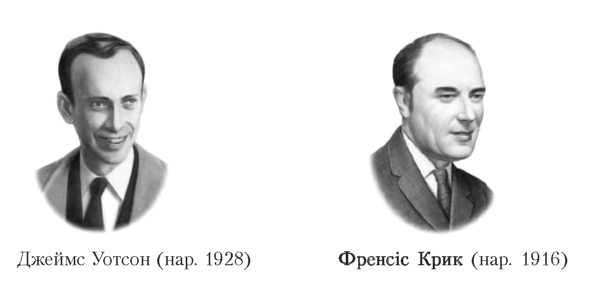 Джеймс Уотсон (нар. 1928)
Френсіс Крик (нар. 1916)